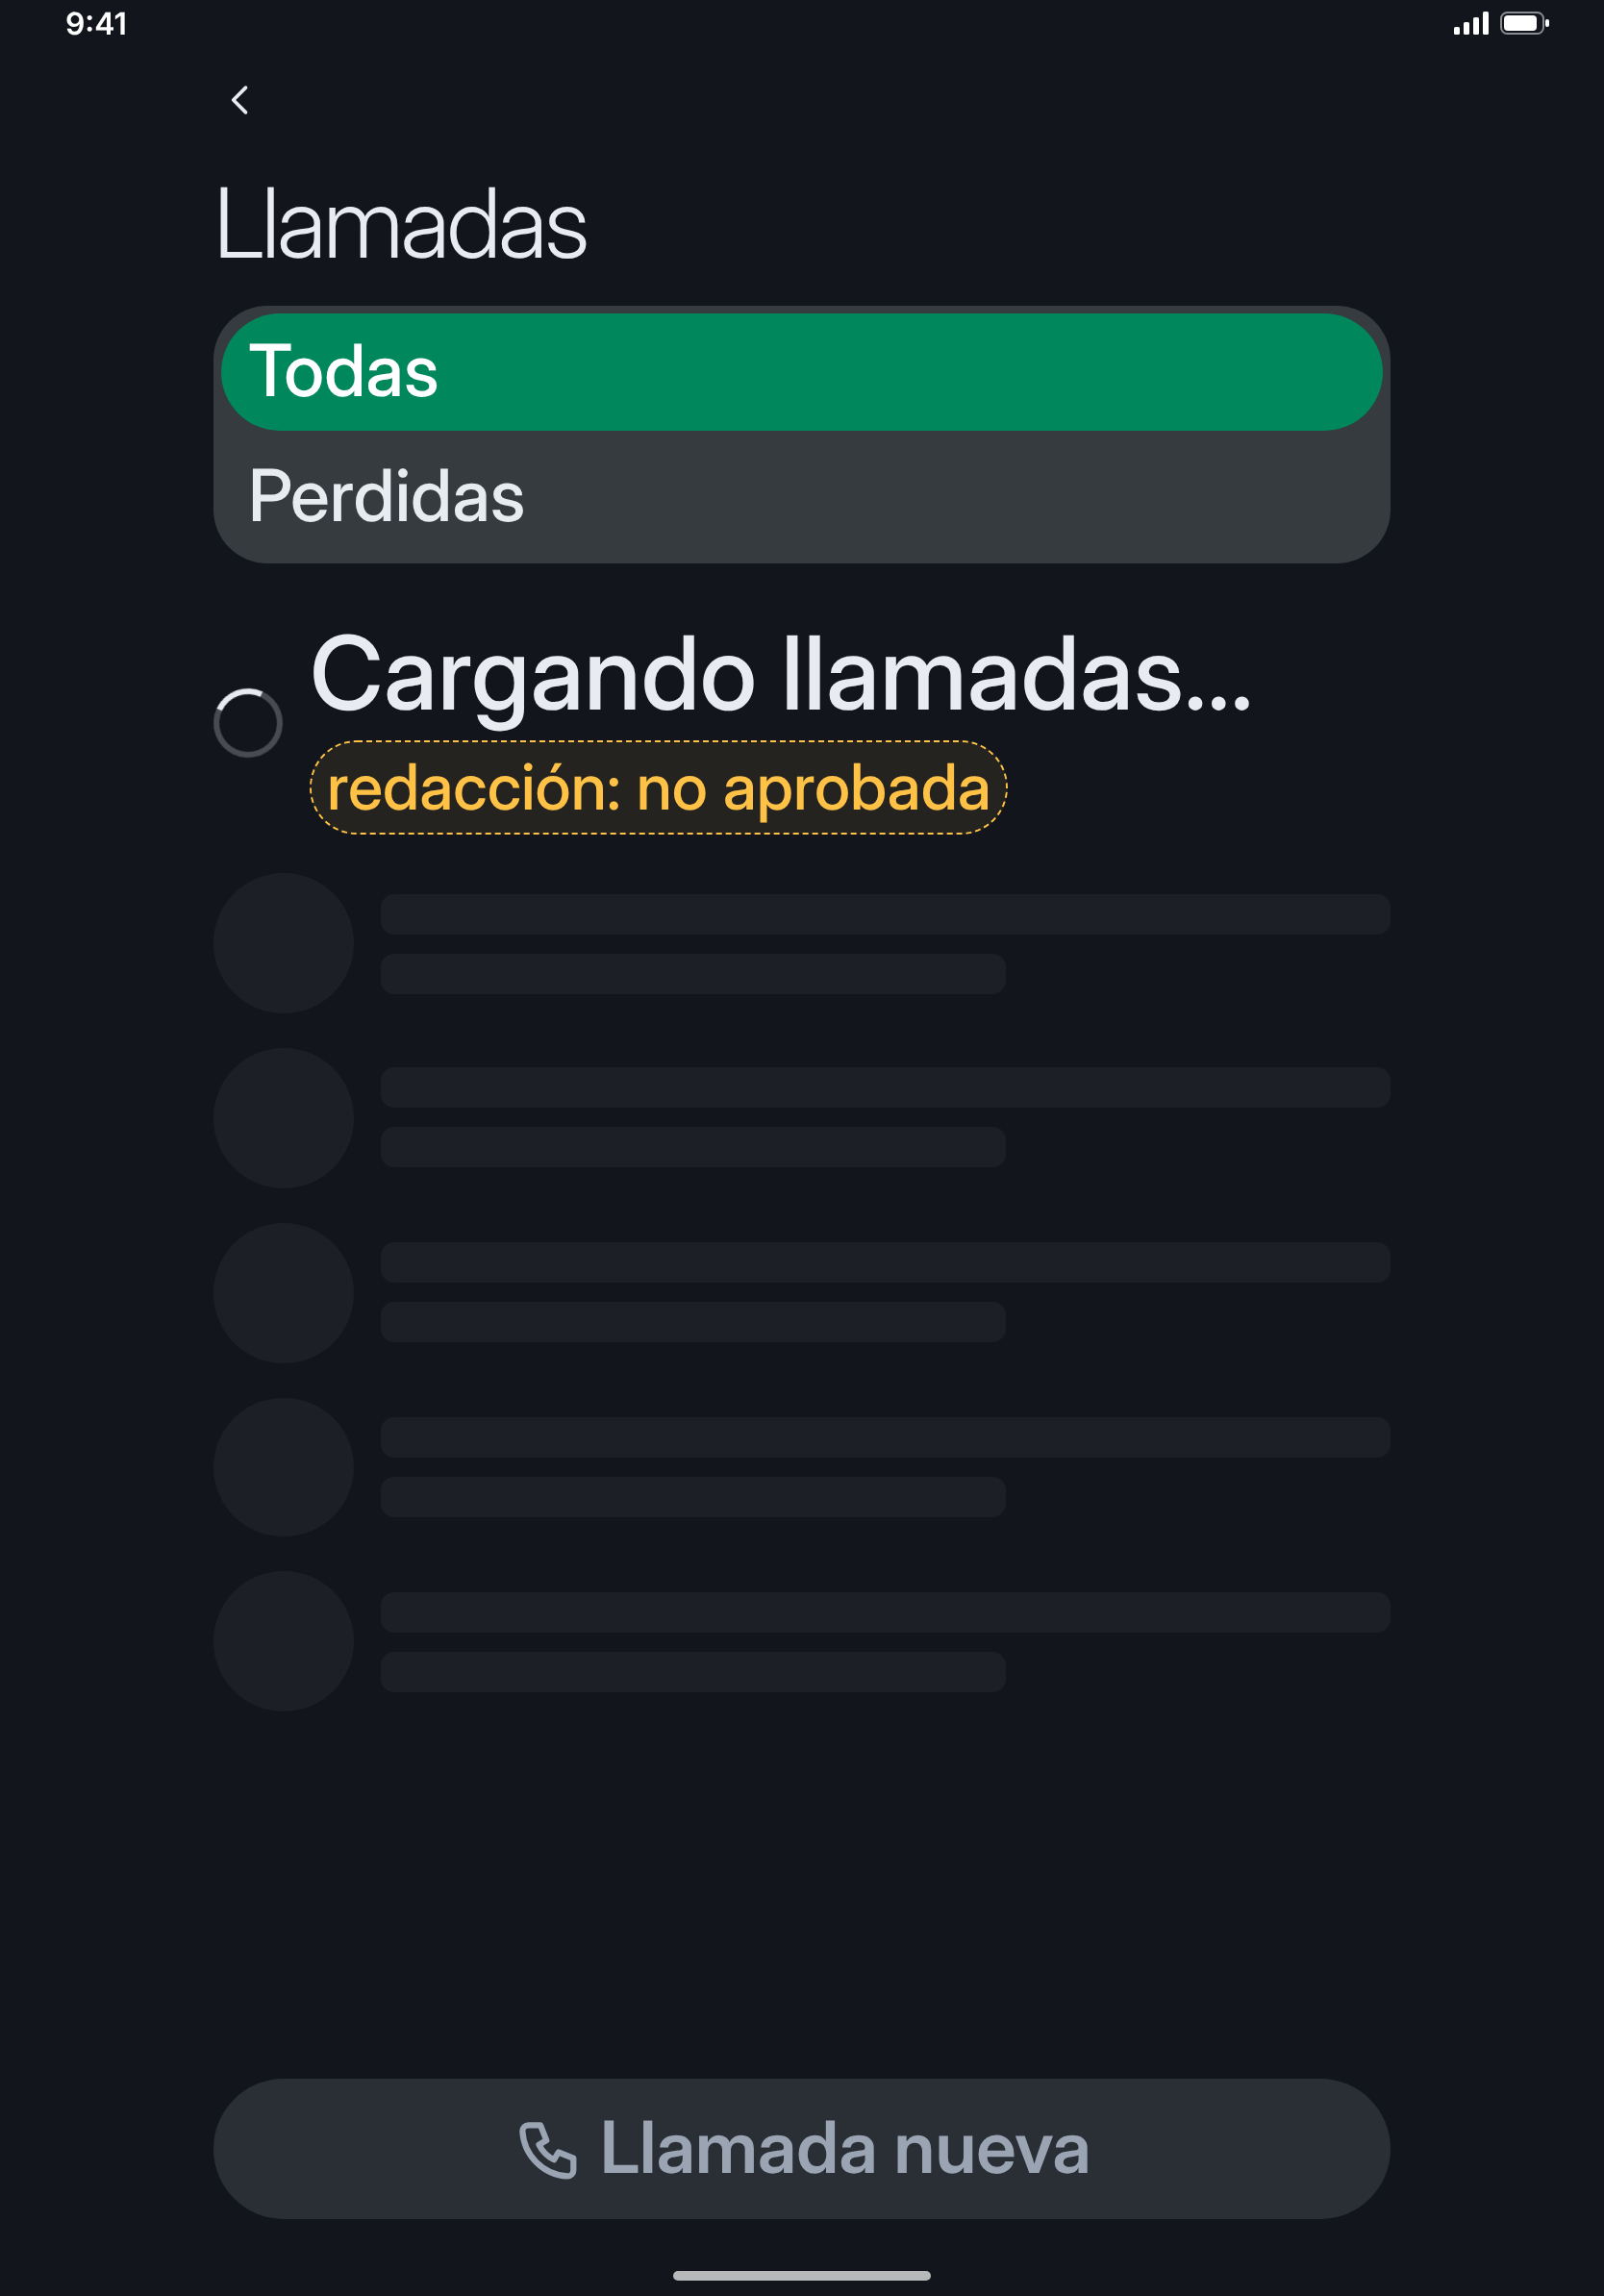 9:41
Llamadas
Todas
Perdidas
Cargando llamadas...
redacción: no aprobada
Llamada nueva